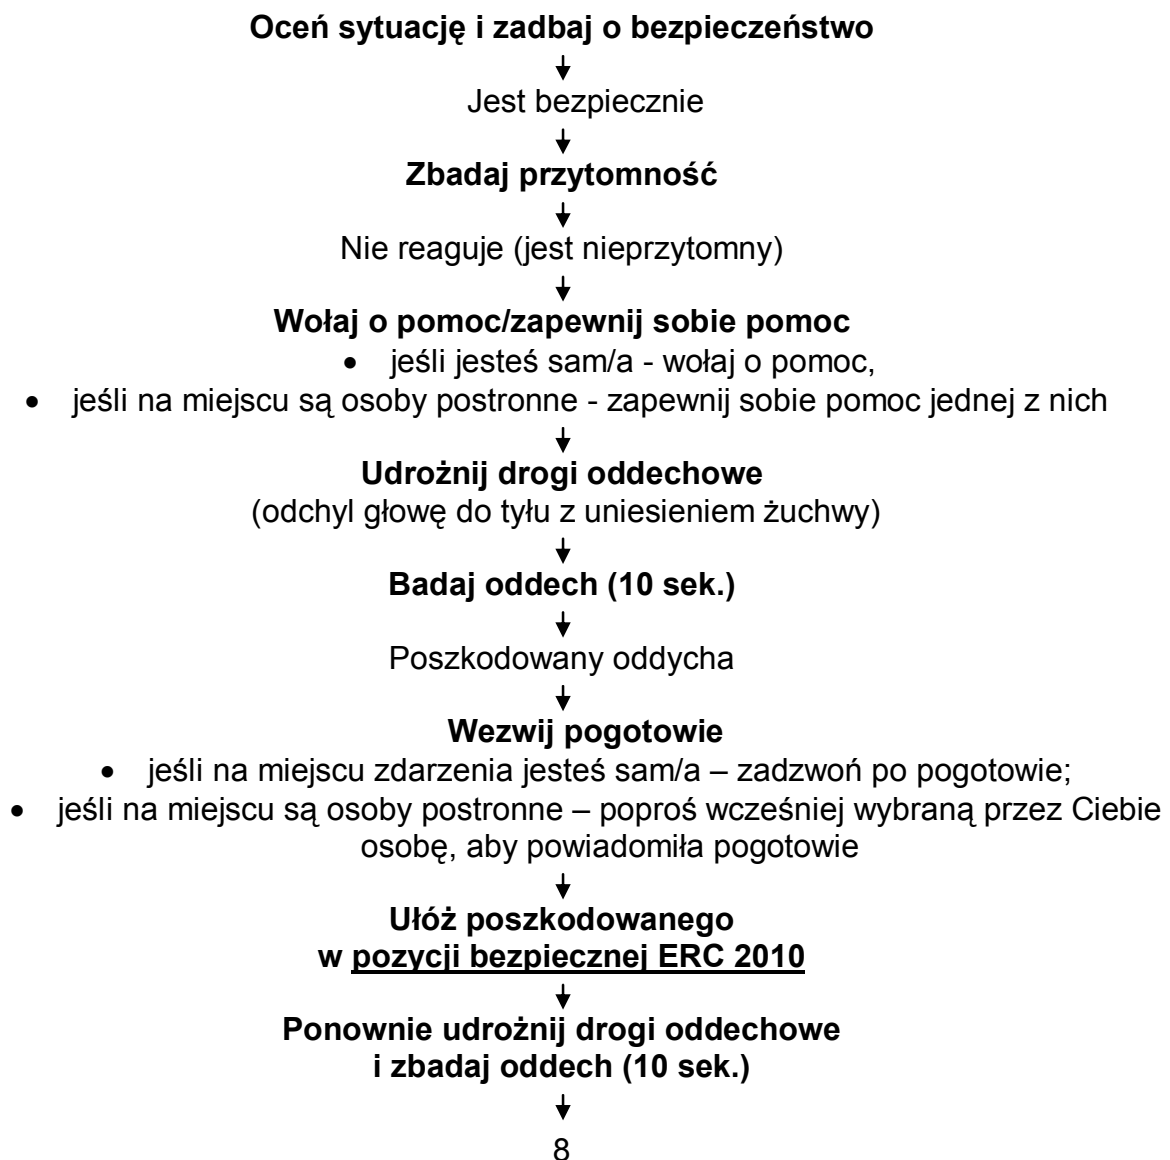 Oceń sytuację i zadbaj o bezpieczeństwo
Jest bezpiecznie
Zbadaj przytomność
Nie reaguje (jest nieprzytomny)
Wołaj o pomoc/zapewnij sobie pomoc
• jeśli jesteś sam/a - wołaj o pomoc,
• jeśli na miejscu są osoby postronne - zapewnij sobie pomoc jednej z nich
Udrożnij drogi oddechowe
(odchyl głowę do tyłu z uniesieniem żuchwy)
Badaj oddech (10 sek.)
Poszkodowany oddycha
Wezwij pogotowie
• jeśli na miejscu zdarzenia jesteś sam/a – zadzwoń po pogotowie;
• jeśli na miejscu są osoby postronne – poproś wcześniej wybraną przez Ciebie
osobę, aby powiadomiła pogotowie
Ułóż poszkodowanego
w pozycji bezpiecznej ERC 2010
Ponownie udrożnij drogi oddechowe
i zbadaj oddech (10 sek.)
8